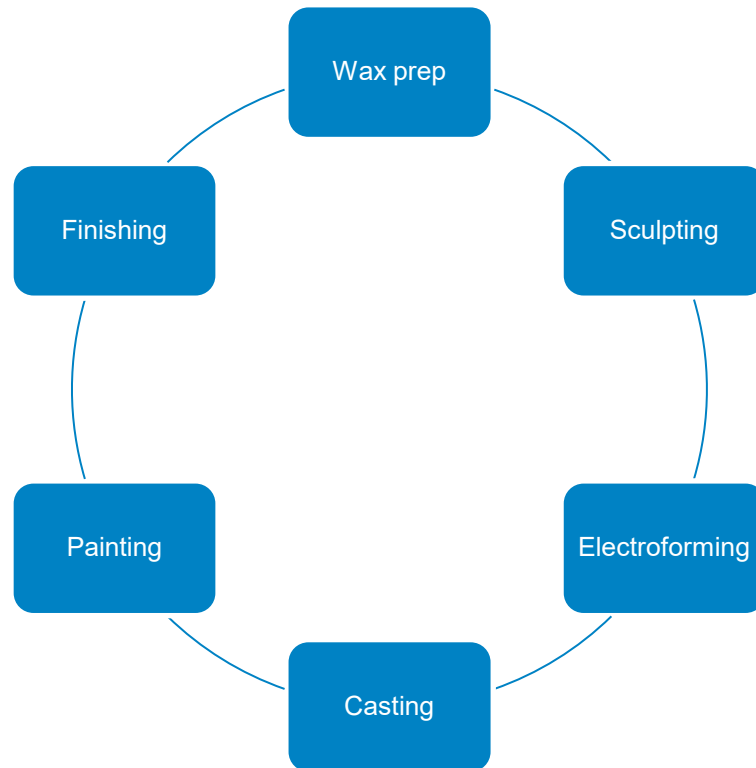 Wax prep
Sculpting
Electroforming
Casting
Painting
Finishing